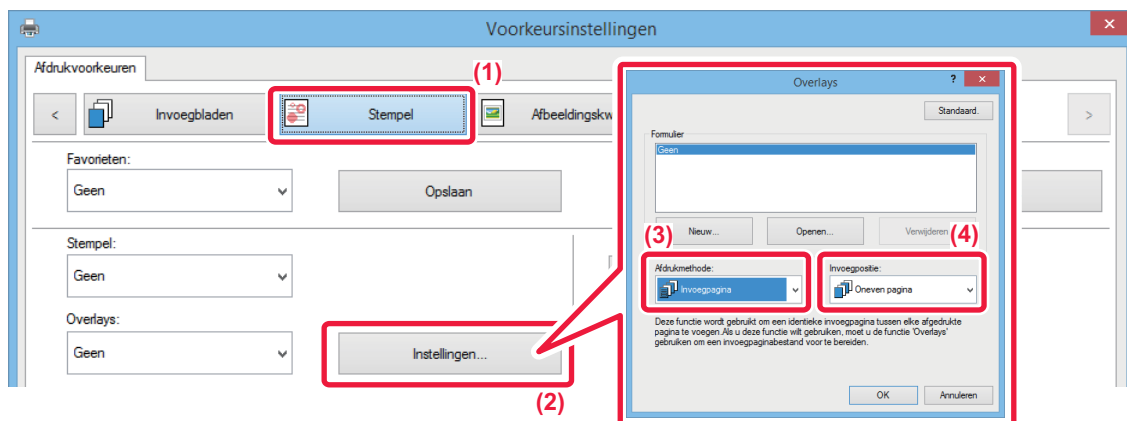 Voorkeursinstellingen
Afdrukvoorkeuren
(1)
<
Invoegbladen
Stempel
Afbeeldingskw
>
Favorieten:
Geen
Opslaan
Stempel:
Geen
Overlays:
Geen
Instellingen...
(2)
Overlays
?
Standaard.
Formulier
Geen
Nieuw...
Openen...
Verwijderen
(3)
(4)
Afdrukmethode:
Invoegpositie:
Invoegpagina
Oneven pagina
Deze functie wordt gebruikt om een identieke invoegpagina tussen elke afgedrukte
pagina te voegen.Als u deze functie wilt gebruiken, moet u de functie 'Overlays'
gebruiken om een invoegpaginabestand voor te bereiden.
OK
Annuleren